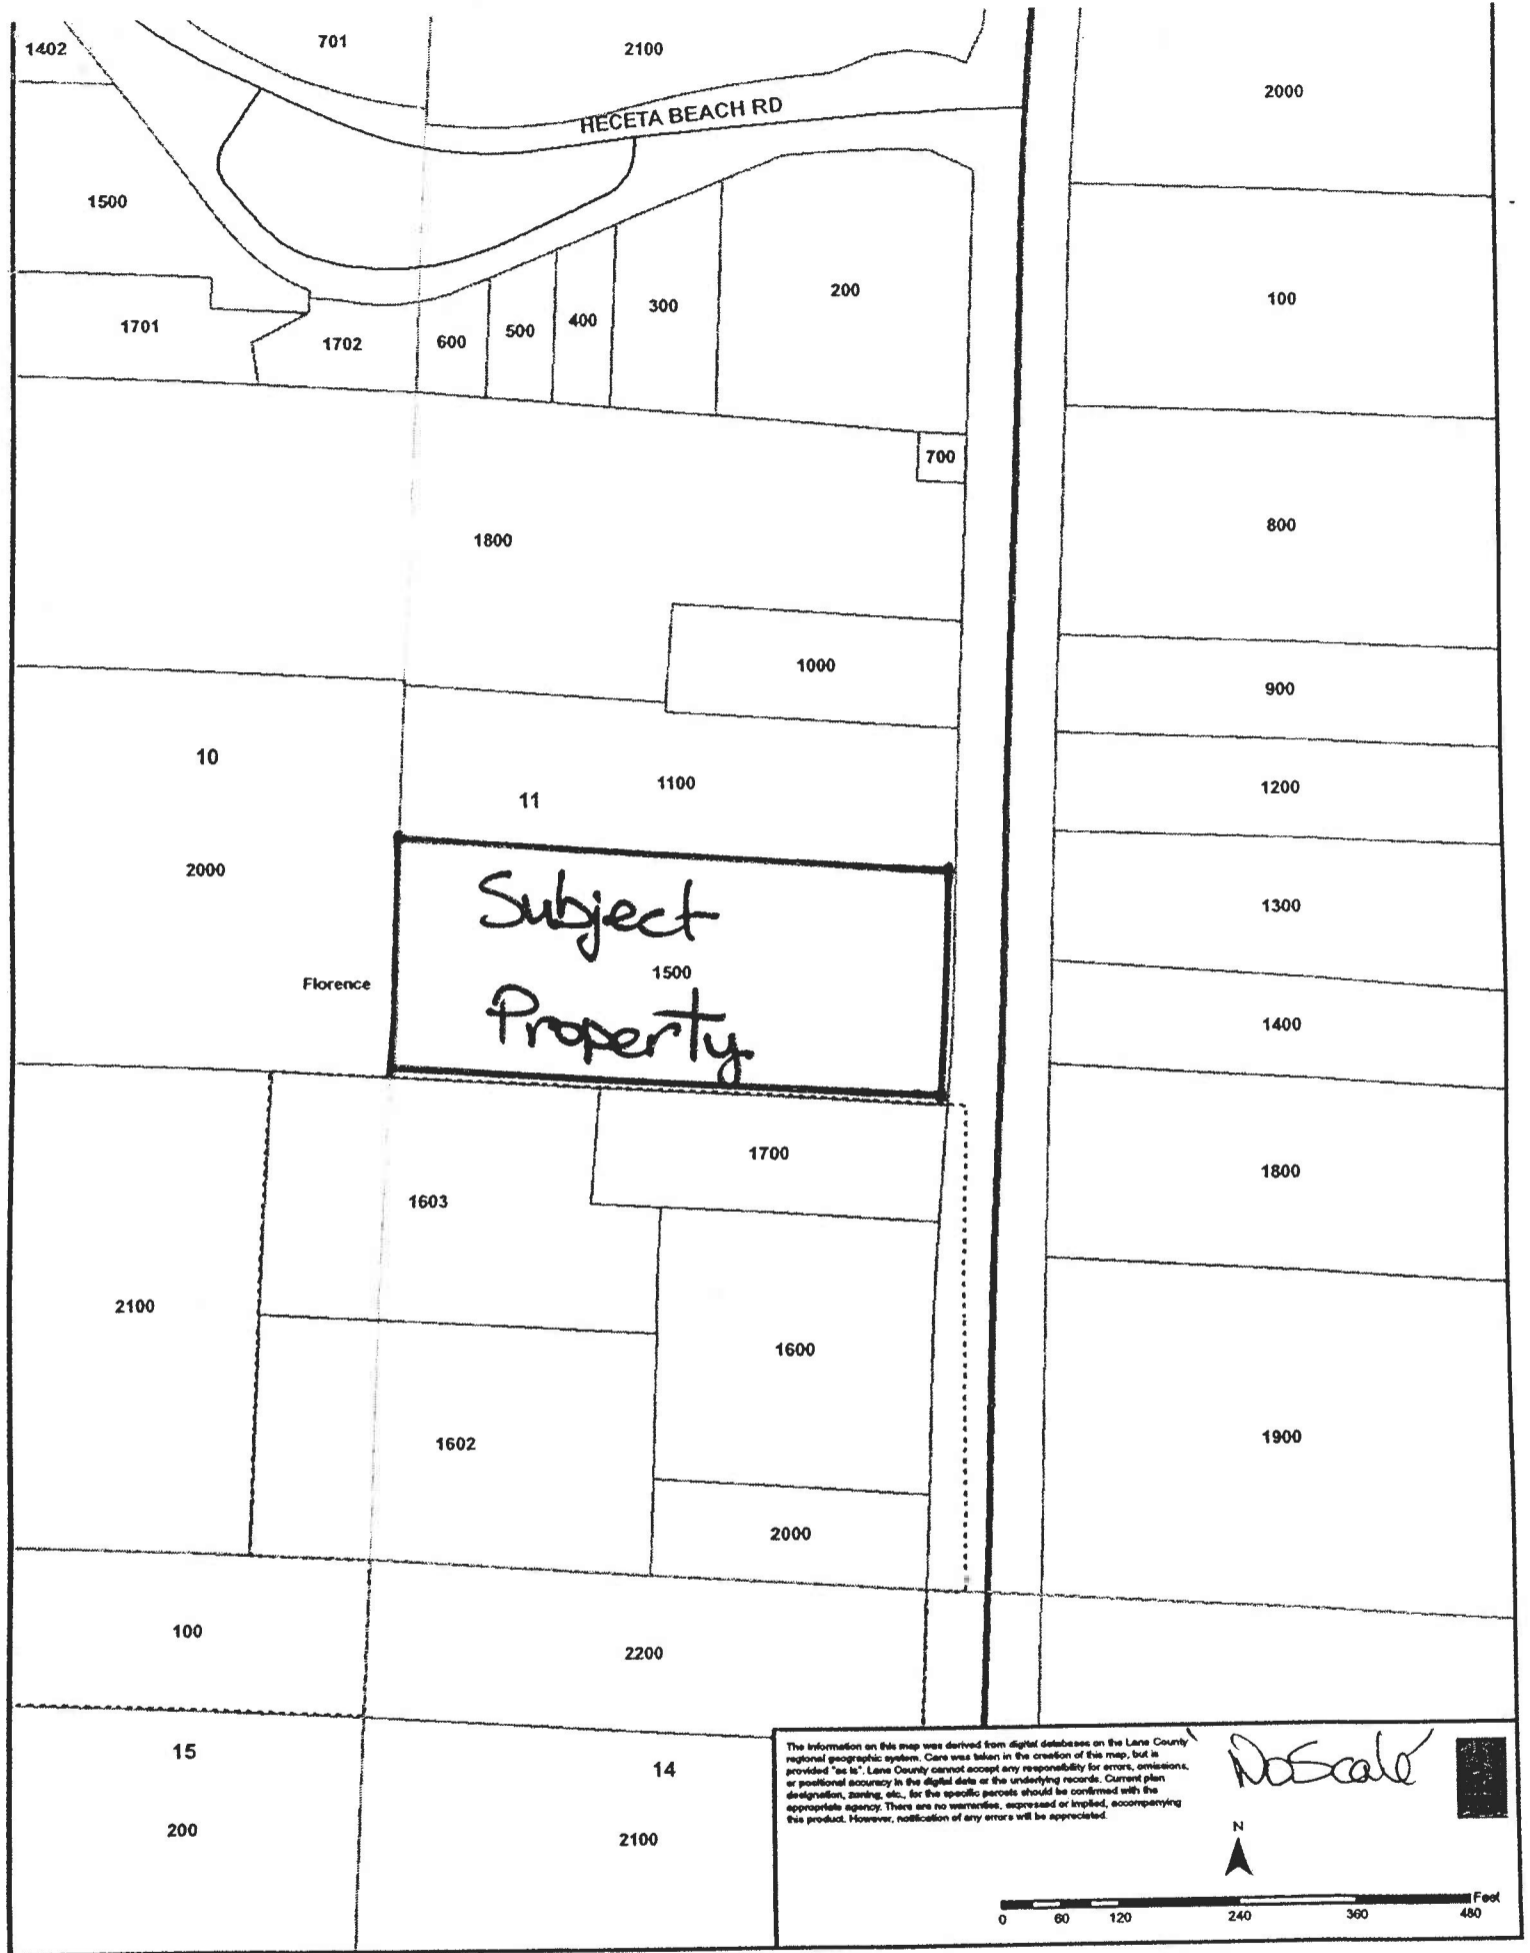 701
1402
2100
2000
HECETA BEACH RD
1500
100
200
300
400
500
600
1701
1702
700
800
1800
1000
900
10
1100
11
1200
2000
Subject
1300
1500
Florence
Property
1400
1700
1800
1603
2100
1600
1602
1900
2000
100
2200
15
14
200
2100
The information on this map was derived from digital databases on the Lane County
regional geographic system. Care was taken in the creation of this map, but is
provided "as is". Lane County cannot accept any responsibility for errors, omissions,
or positional accuracy in the digital data or the underlying records. Current plan
designation, zoning, etc., for the specific parcels should be confirmed with the
appropriate agency. There are no warranties, expressed or implied, accompanying
this product. However, notification of any errors will be appreciated.
NoScale
N
Feet
0 60 120 240 360 480